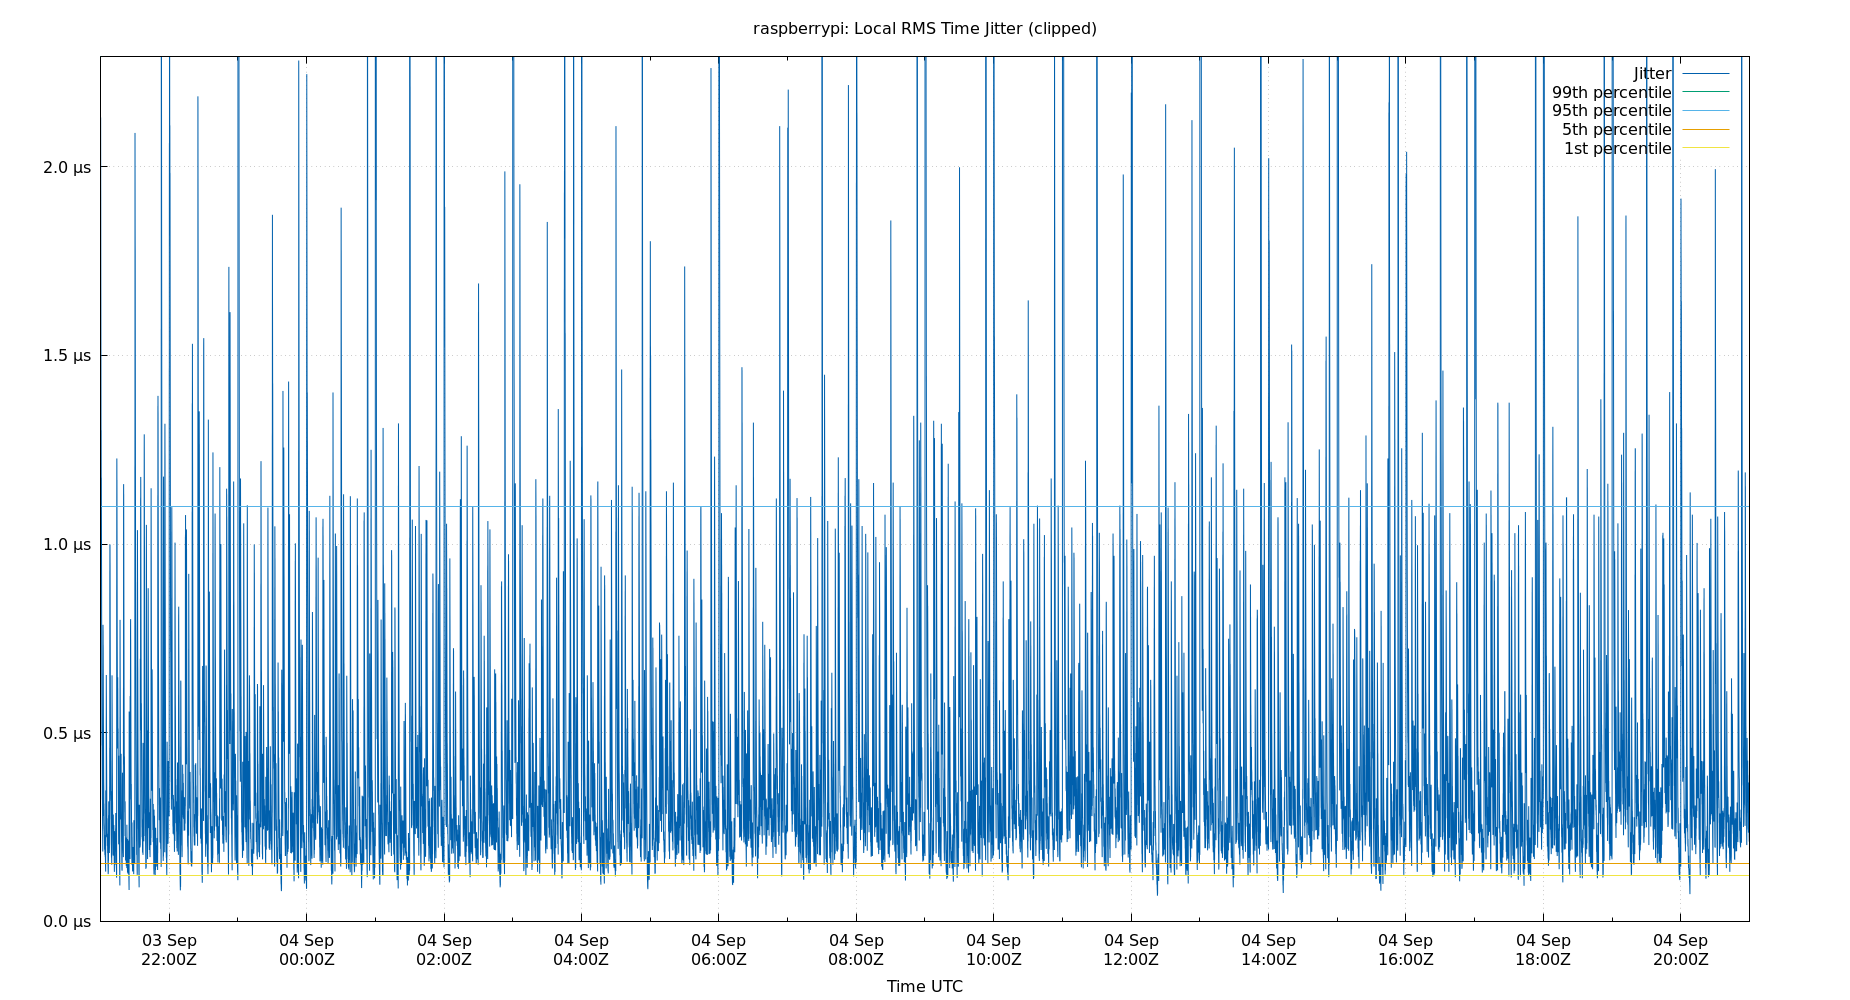 raspberrypi: Local RMS Time Jitter (clipped)
Jitter
99th percentile
95th percentile
5th percentile
1st percentile
2.0 μs
1.5 μs
1.0 μs
0.5 μs
0.0 μs
03 Sep 04 Sep 04 Sep 04 Sep 04 Sep 04 Sep 04 Sep 04 Sep 04 Sep 04 Sep 04 Sep 04 Sep
22:00Z 00:00Z 02:00Z 04:00Z 06:00Z 08:00Z 10:00Z 12:00Z 14:00Z 16:00Z 18:00Z 20:00Z
Time UTC